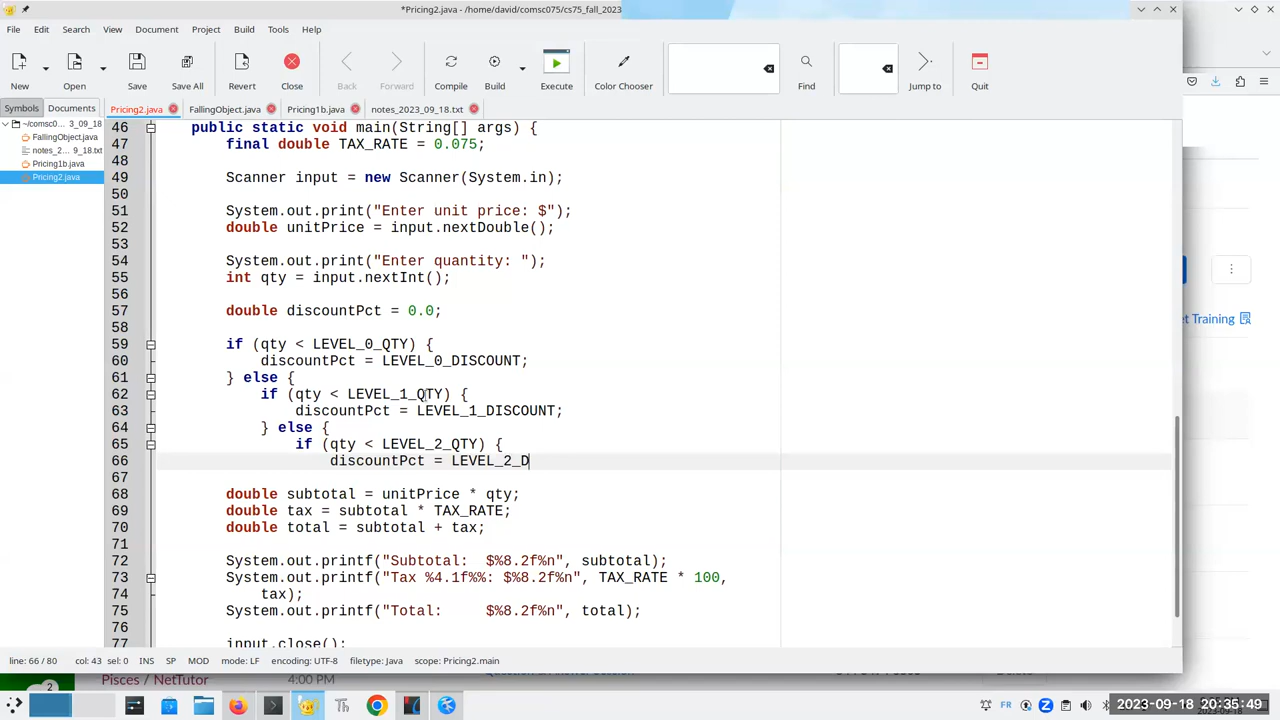 *Pricing2.java - /home/david/comsc075/cs75_fall_2023
File Edit Search View Document Project Build Tools Help
New Open Save Save All Revert Close Back Forward Compile Build Execute Color Chooser Find Jump to Quit
Symbols Documents Pricing2.java FallingObject.java Pricing1b.java notes_2023_09_18.txt
~/comsc0… 3_09_18
FallingObject.java
notes_2… 9_18.txt
Pricing1b.java
Pricing2.java
46 public static void main(String[] args) {
47 final double TAX_RATE = 0.075;
48
49 Scanner input = new Scanner(System.in);
50
51 System.out.print("Enter unit price: $");
52 double unitPrice = input.nextDouble();
53
54 System.out.print("Enter quantity: ");
55 int qty = input.nextInt();
56
57 double discountPct = 0.0;
58
59 if (qty < LEVEL_0_QTY) {
60 discountPct = LEVEL_0_DISCOUNT;
61 } else {
62 if (qty < LEVEL_1_QTY) {
63 discountPct = LEVEL_1_DISCOUNT;
64 } else {
65 if (qty < LEVEL_2_QTY) {
66 discountPct = LEVEL_2_D
67
68 double subtotal = unitPrice * qty;
69 double tax = subtotal * TAX_RATE;
70 double total = subtotal + tax;
71
72 System.out.printf("Subtotal:  $%8.2f%n", subtotal);
73 System.out.printf("Tax %4.1f%%: $%8.2f%n", TAX_RATE * 100,
74 tax);
75 System.out.printf("Total:     $%8.2f%n", total);
76
77 input.close();
line: 66 / 80 col: 43 sel: 0 INS SP MOD mode: LF encoding: UTF-8 filetype: Java scope: Pricing2.main
et Training
Pisces / NetTutor 4:00 PM
2
FR
2023-09-18 20:35:49